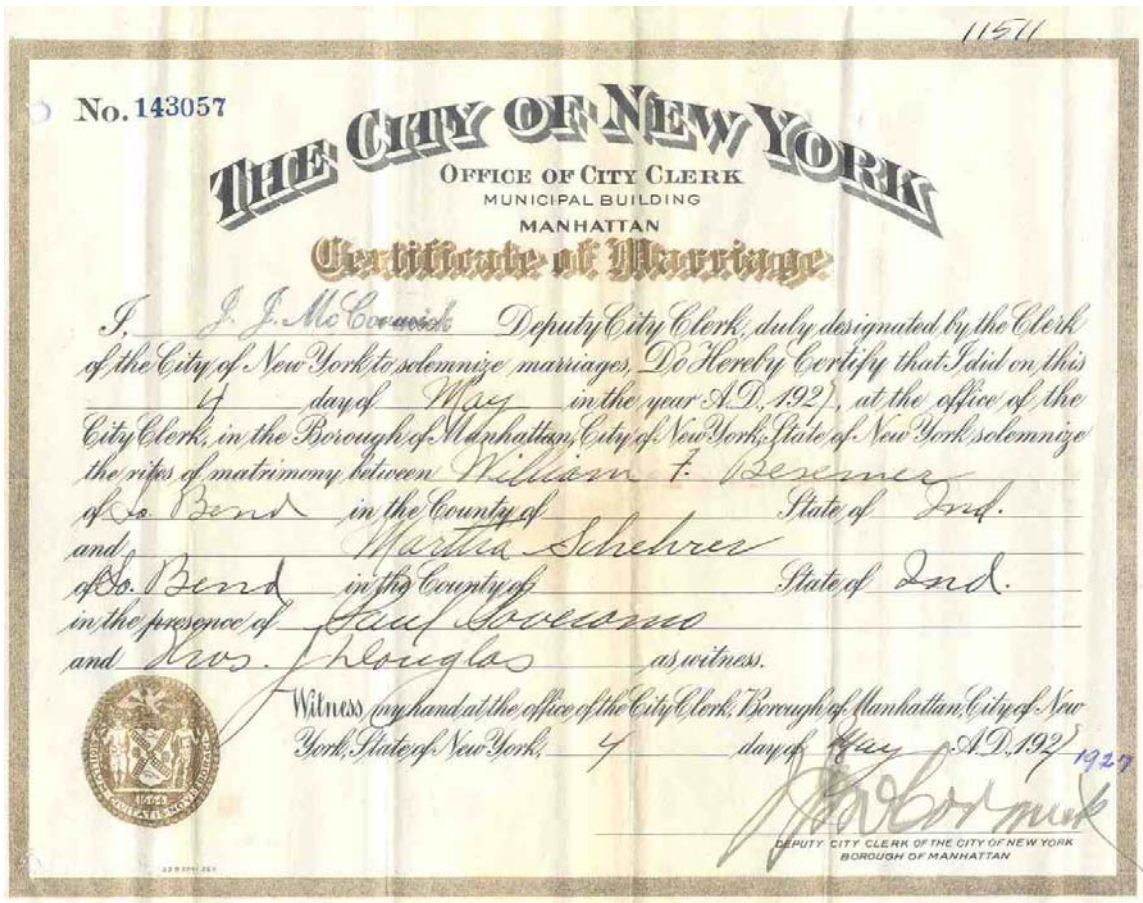 11511
No. 143057
THE CITY OF NEW YORK
OFFICE OF CITY CLERK
MUNICIPAL BUILDING
MANHATTAN
Certificate of Marriage
I, J. J. McCormick Deputy City Clerk, duly designated by the Clerk
of the City of New York to solemnize marriages, Do Hereby Certify that I did on this
4 day of May in the year A.D., 1927, at the office of the
City Clerk, in the Borough of Manhattan, City of New York, State of New York solemnize
the rites of matrimony between William F. Besemer
of So. Bend in the County of State of Ind.
and Martha Schehrer
of So. Bend in the County of State of Ind.
in the presence of Paul
and J Douglas as witness.
Witness my hand at the office of the City Clerk, Borough of Manhattan, City of New
York, State of New York, 4 day of May A.D., 1927
1927
J J McCormick
DEPUTY CITY CLERK OF THE CITY OF NEW YORK
BOROUGH OF MANHATTAN
1664